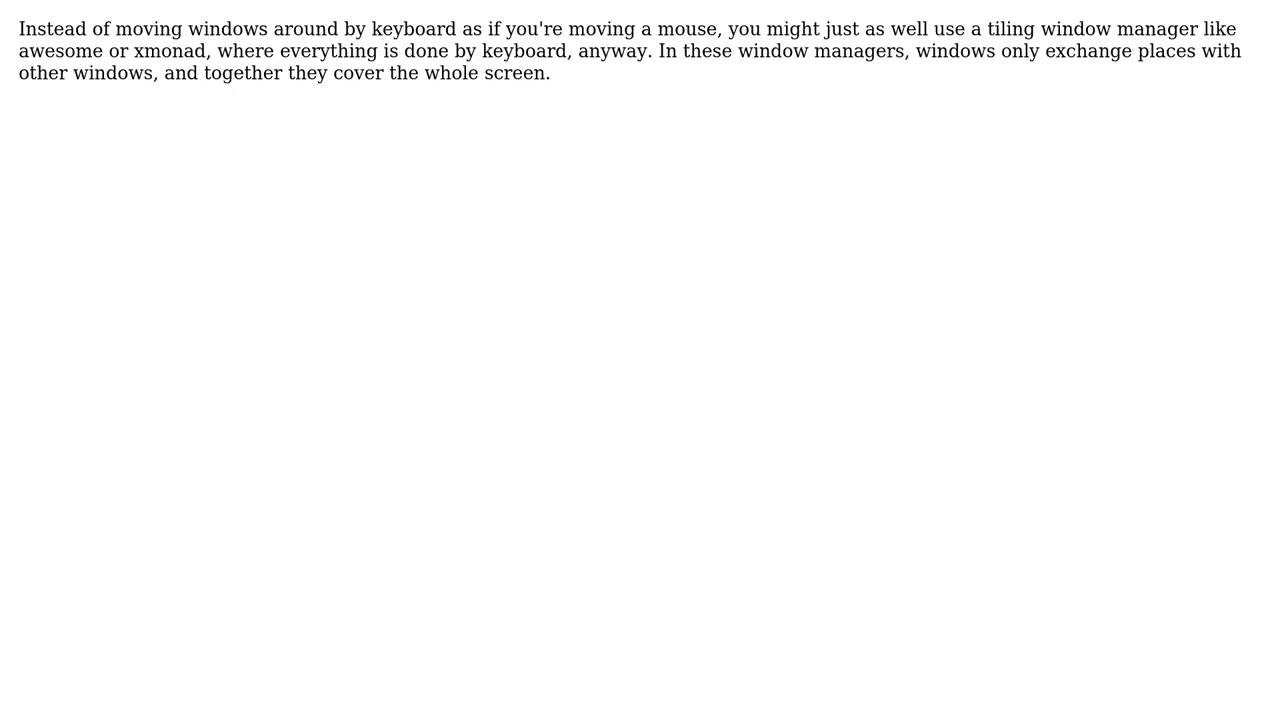 Instead of moving windows around by keyboard as if you're moving a mouse, you might just as well use a tiling window manager like
awesome or xmonad, where everything is done by keyboard, anyway. In these window managers, windows only exchange places with
other windows, and together they cover the whole screen.